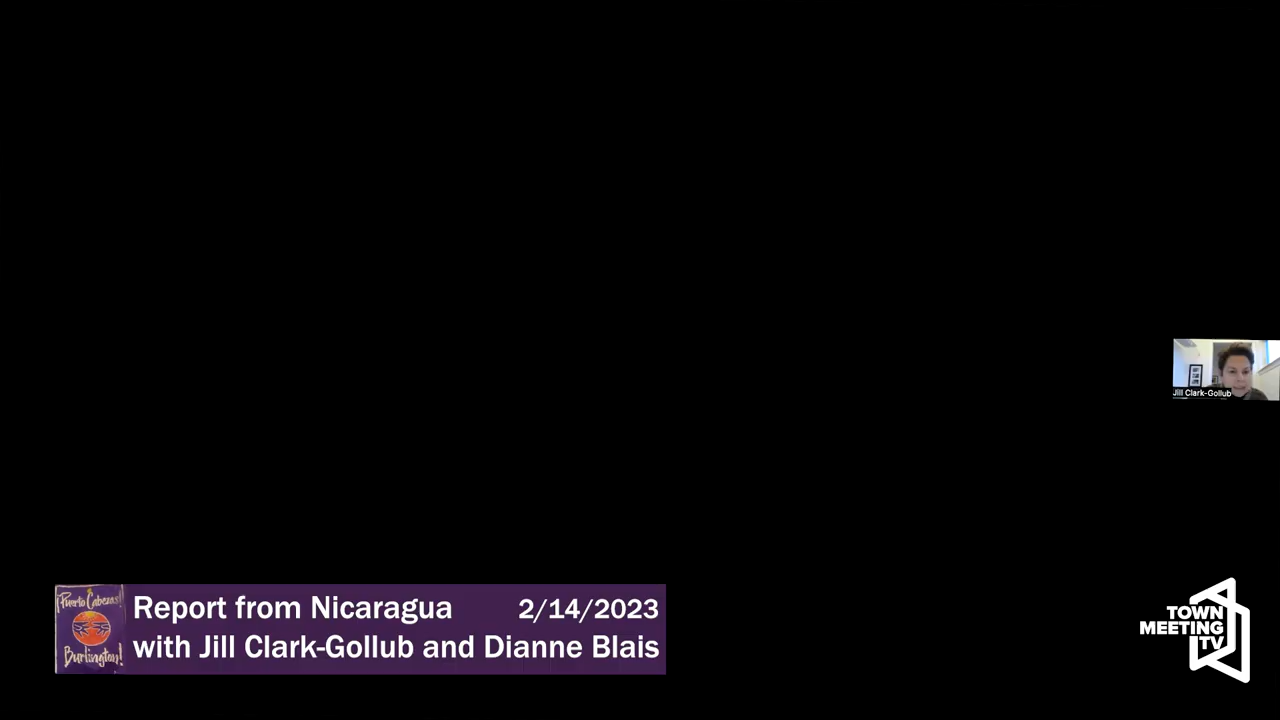 Jill Clark-Gollub
¡Puerto Cabezas!
Burlington!
Report from Nicaragua 2/14/2023
with Jill Clark-Gollub and Dianne Blais
TOWN
MEETING
TV